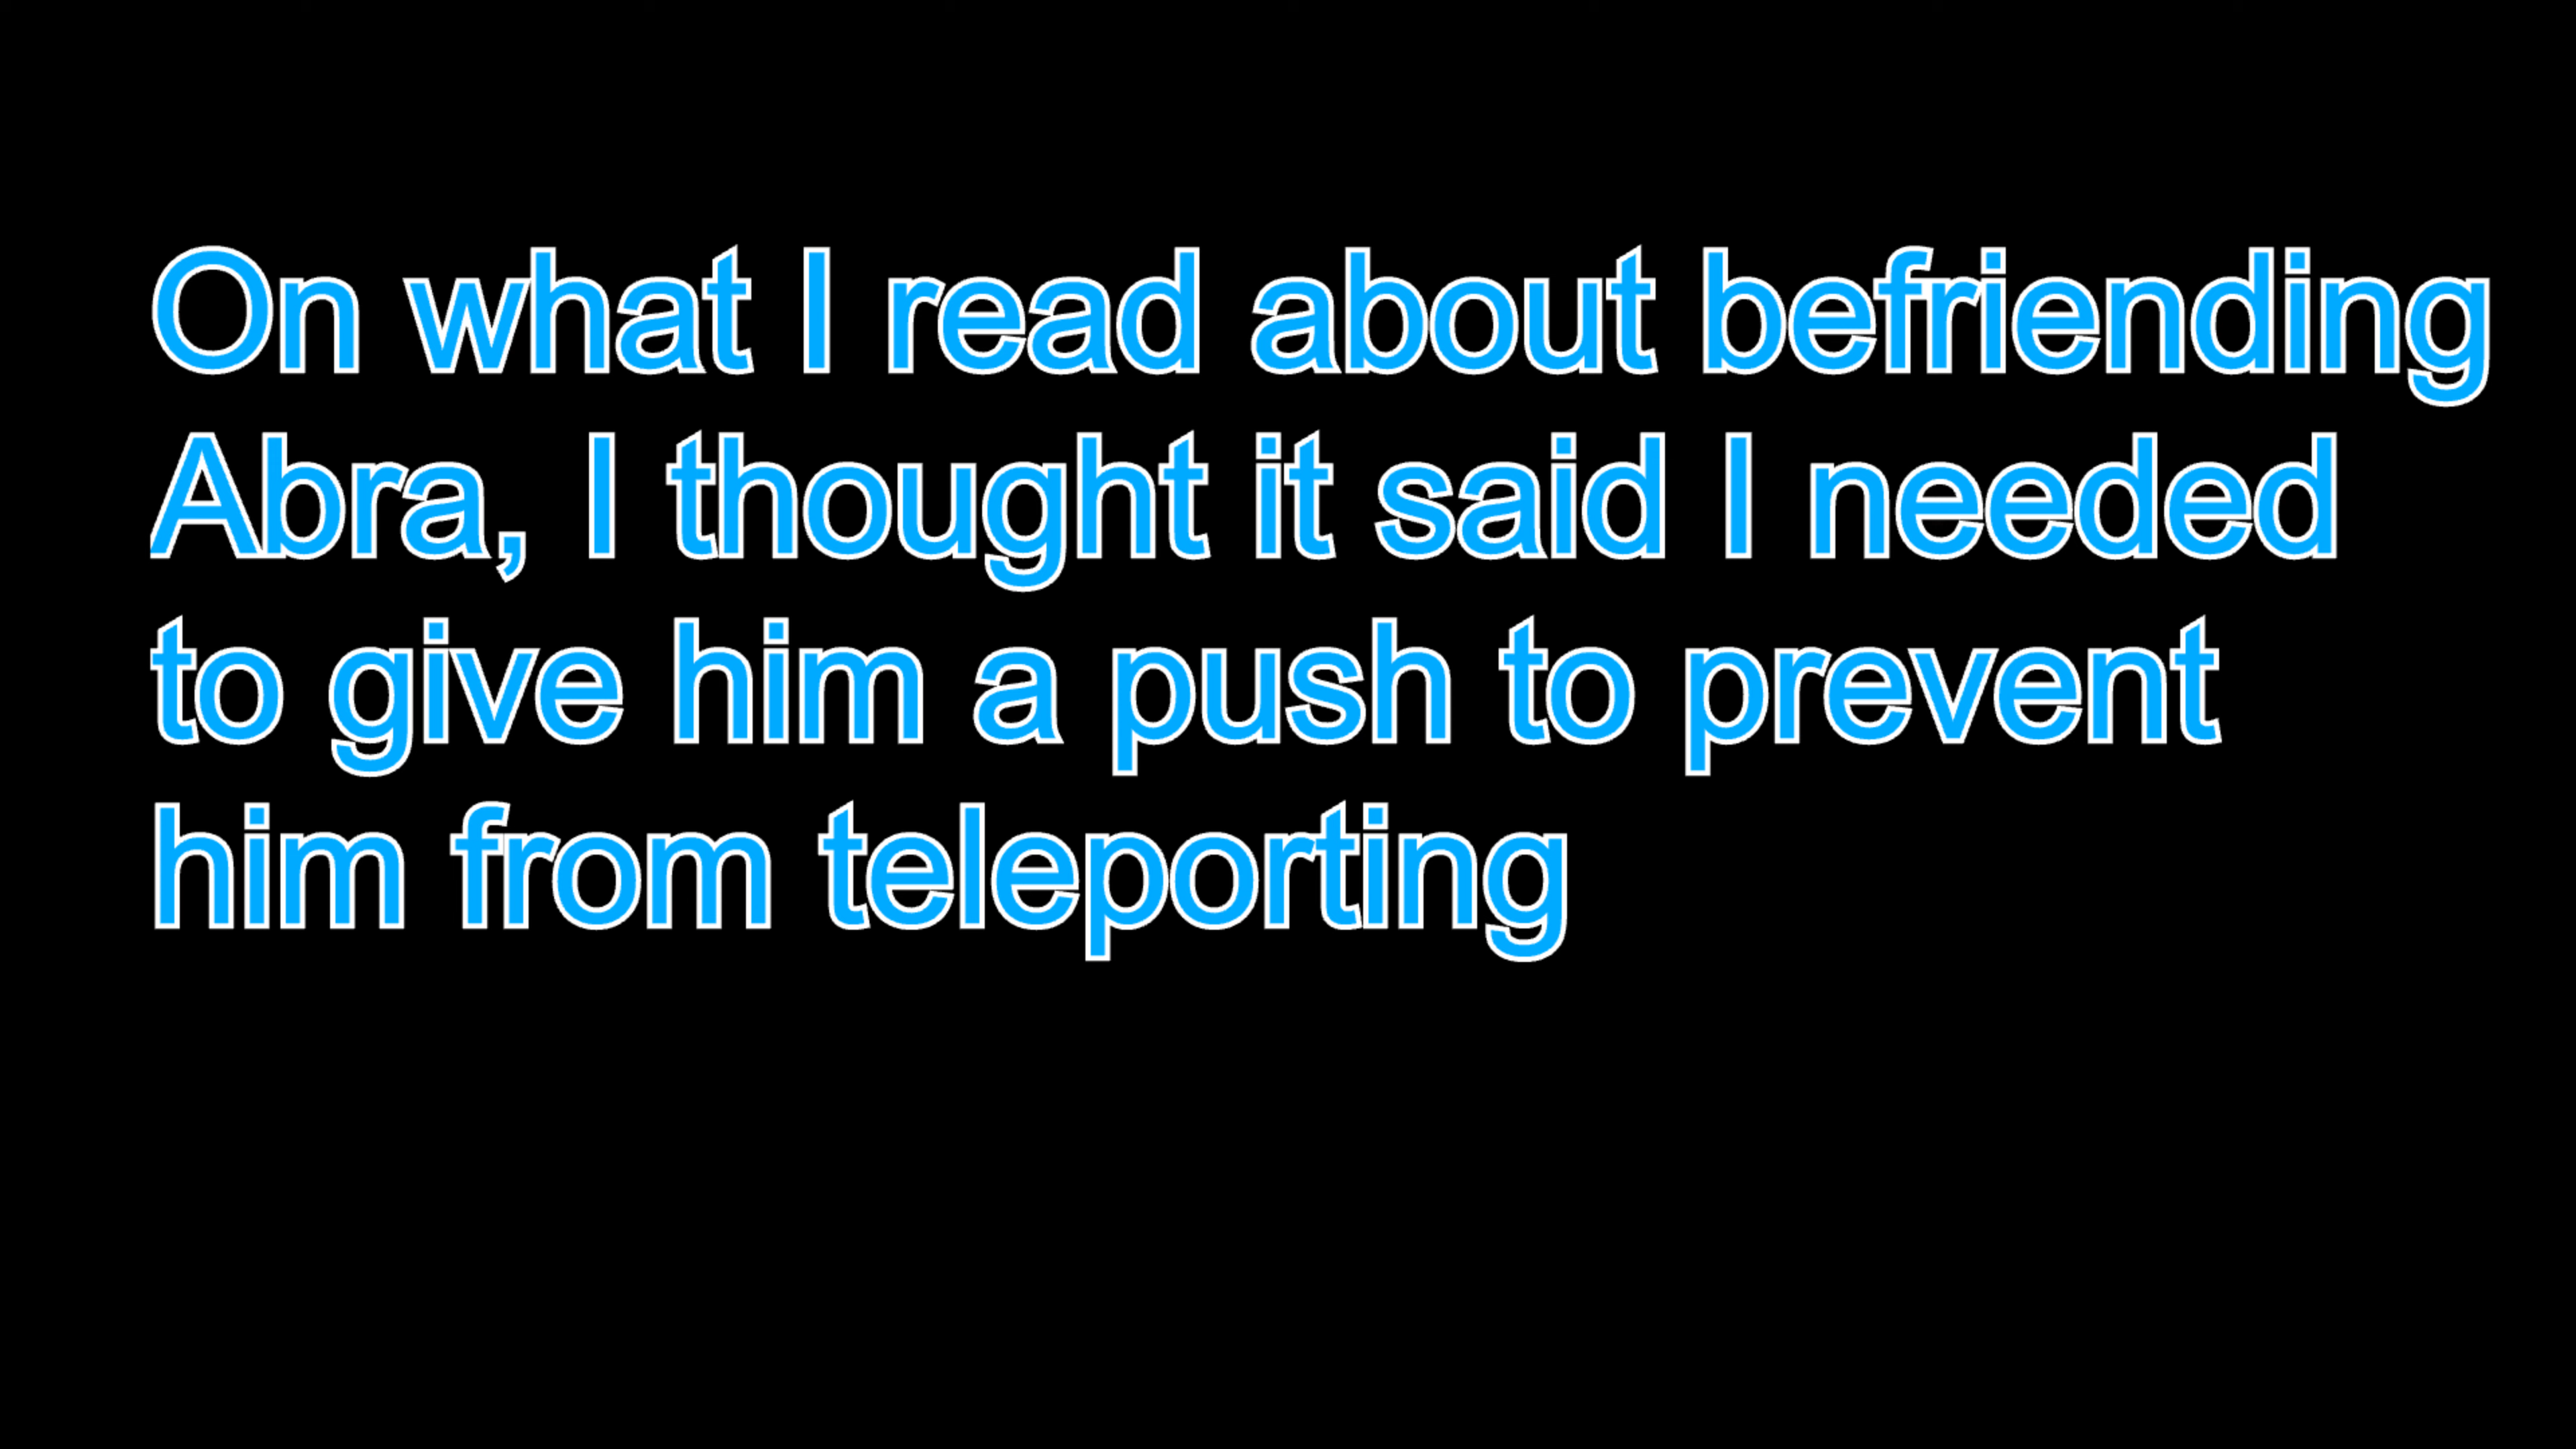 On what I read about befriending
Abra, I thought it said I needed
to give him a push to prevent
him from teleporting